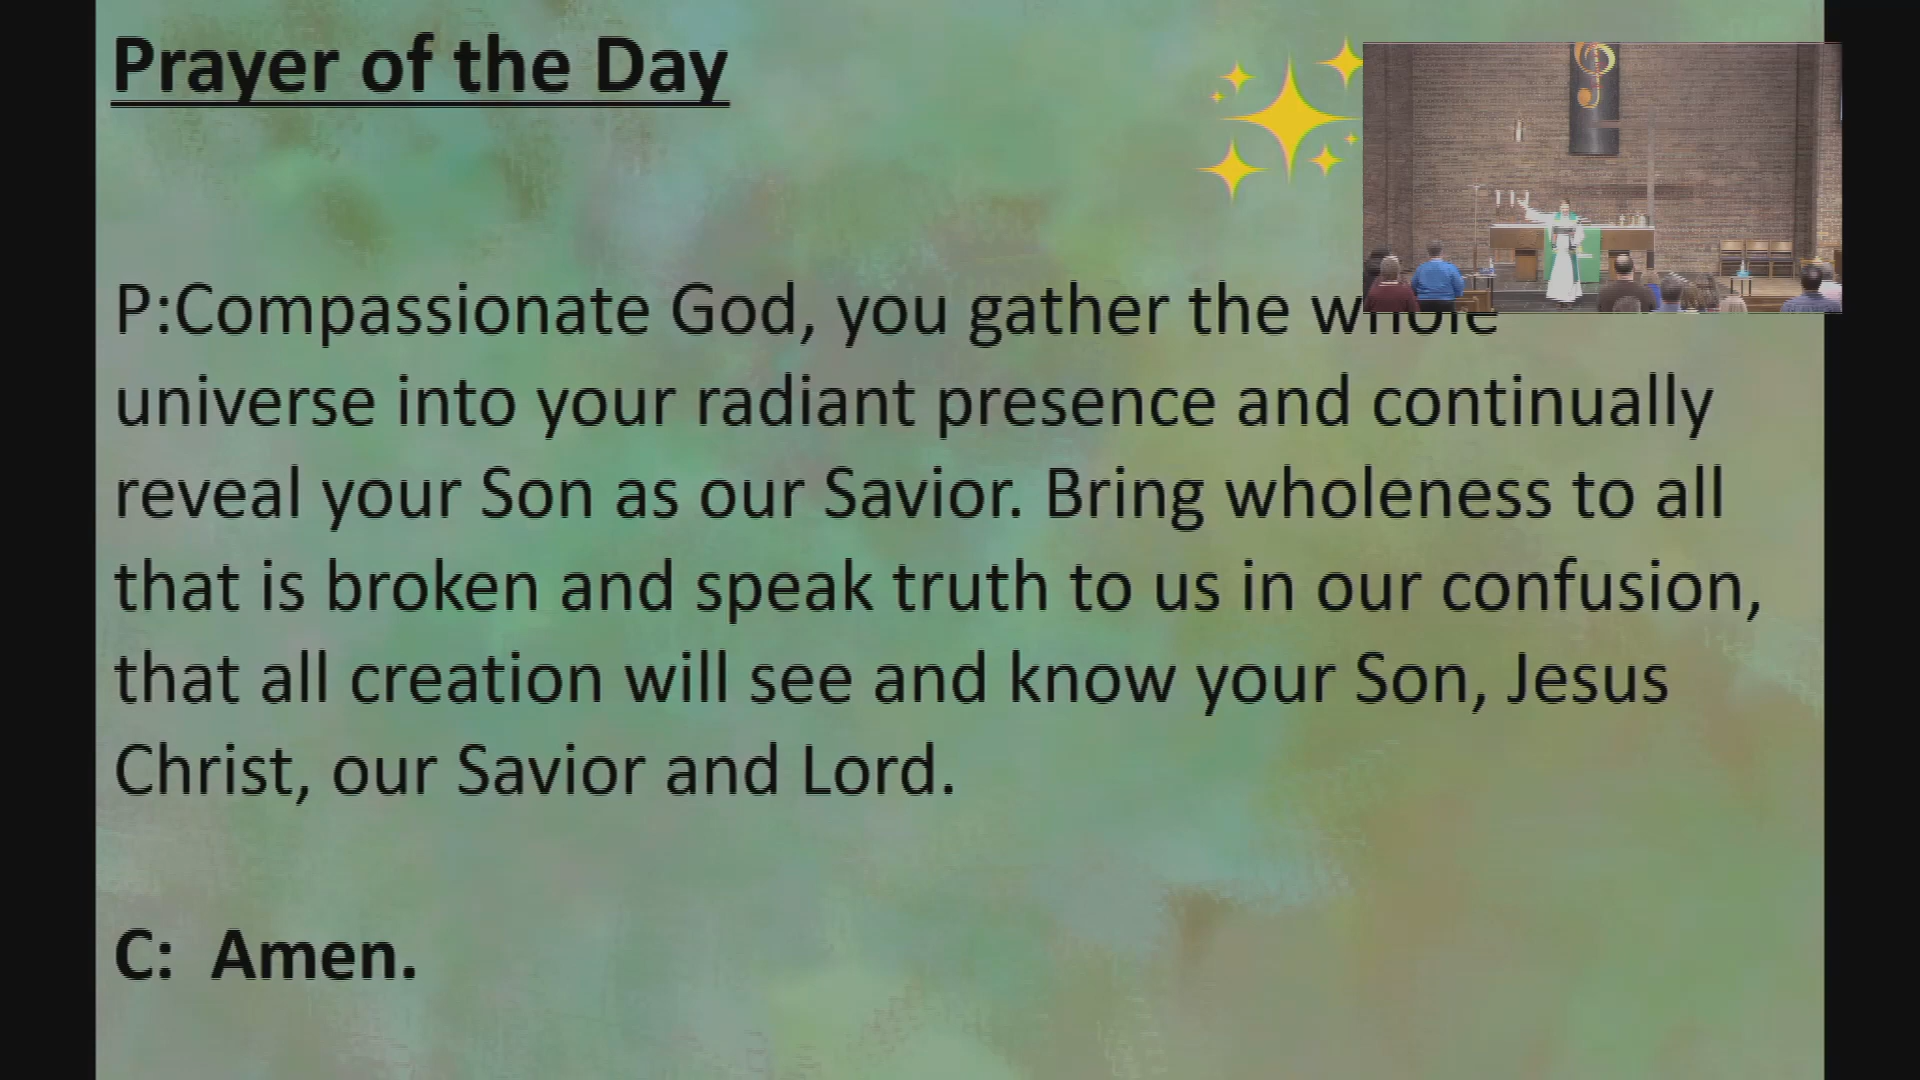 Prayer of the Day
P:Compassionate God, you gather the whole
universe into your radiant presence and continually
reveal your Son as our Savior. Bring wholeness to all
that is broken and speak truth to us in our confusion,
that all creation will see and know your Son, Jesus
Christ, our Savior and Lord.
C: Amen.